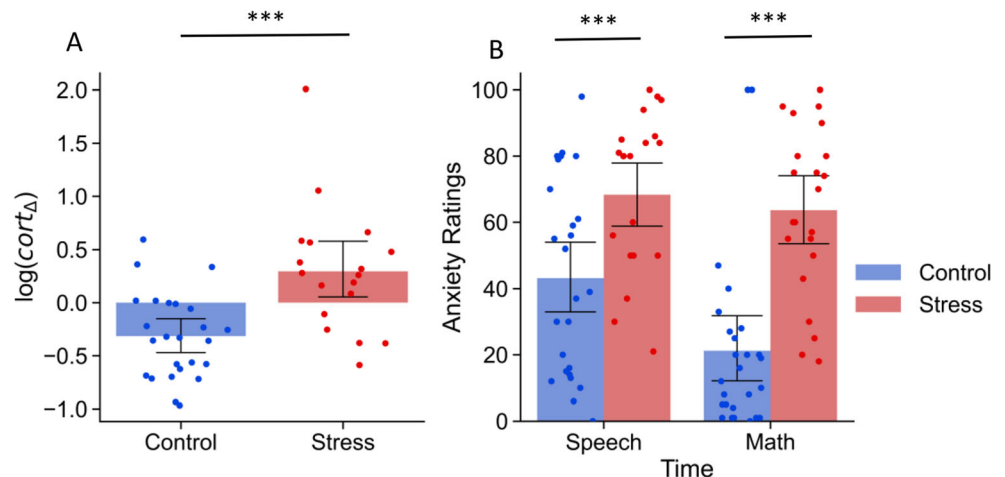 ***
A
log(cort_Δ)
2.0
1.5
1.0
0.5
0.0
−0.5
−1.0
Control
Stress
*** ***
B
Anxiety Ratings
100
80
60
40
20
0
Speech
Math
Time
Control
Stress